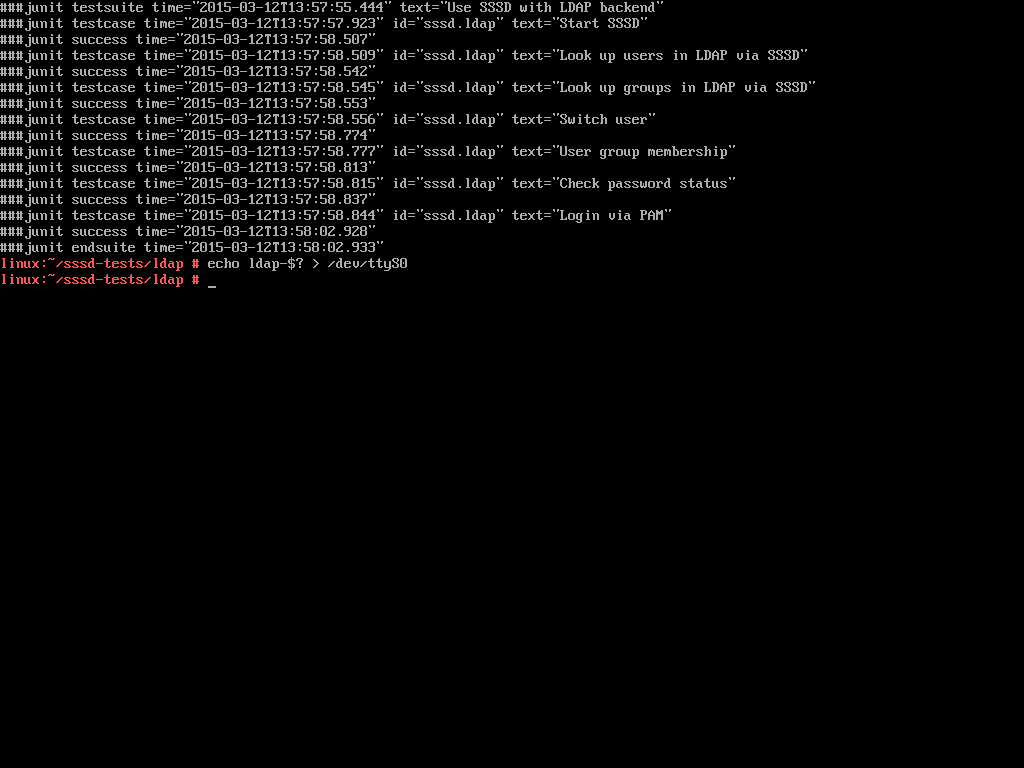 ###junit testsuite time="2015-03-12T13:57:55.444" text="Use SSSD with LDAP backend"
###junit testcase time="2015-03-12T13:57:57.923" id="sssd.ldap" text="Start SSSD"
###junit success time="2015-03-12T13:57:58.507"
###junit testcase time="2015-03-12T13:57:58.509" id="sssd.ldap" text="Look up users in LDAP via SSSD"
###junit success time="2015-03-12T13:57:58.542"
###junit testcase time="2015-03-12T13:57:58.545" id="sssd.ldap" text="Look up groups in LDAP via SSSD"
###junit success time="2015-03-12T13:57:58.553"
###junit testcase time="2015-03-12T13:57:58.556" id="sssd.ldap" text="Switch user"
###junit success time="2015-03-12T13:57:58.774"
###junit testcase time="2015-03-12T13:57:58.777" id="sssd.ldap" text="User group membership"
###junit success time="2015-03-12T13:57:58.813"
###junit testcase time="2015-03-12T13:57:58.815" id="sssd.ldap" text="Check password status"
###junit success time="2015-03-12T13:57:58.837"
###junit testcase time="2015-03-12T13:57:58.844" id="sssd.ldap" text="Login via PAM"
###junit success time="2015-03-12T13:58:02.928"
###junit endsuite time="2015-03-12T13:58:02.933"
linux:~/sssd-tests/ldap # echo ldap-$? > /dev/ttyS0
linux:~/sssd-tests/ldap # _